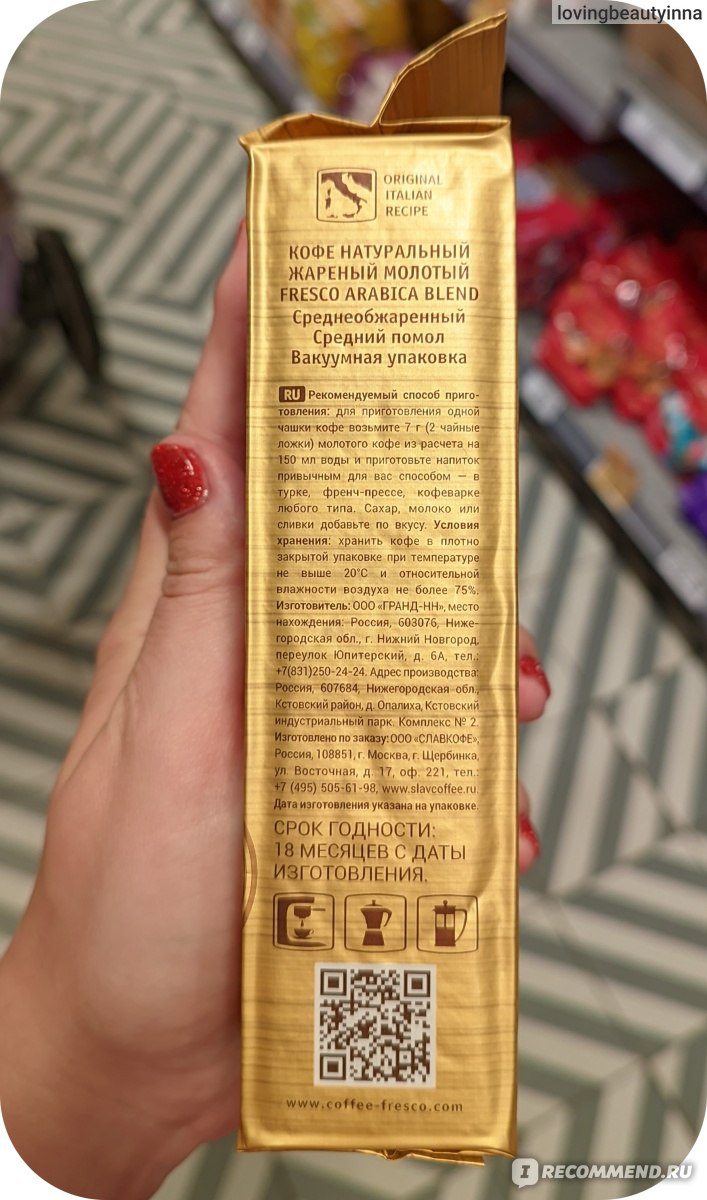 lovingbeautyinna
ORIGINAL
ITALIAN
RECIPE
КОФЕ НАТУРАЛЬНЫЙ
ЖАРЕНЫЙ МОЛОТЫЙ
FRESCO ARABICA BLEND
Среднеобжаренный
Средний помол
Вакуумная упаковка
RU Рекомендуемый способ приго-
товления: для приготовления одной
чашки кофе возьмите 7 г (2 чайные
ложки) молотого кофе из расчета на
150 мл воды и приготовьте напиток
привычным для вас способом — в
турке, френч-прессе, кофеварке
любого типа. Сахар, молоко или
сливки добавьте по вкусу. Условия
хранения: хранить кофе в плотно
закрытой упаковке при температуре
не выше 20°С и относительной
влажности воздуха не более 75%.
Изготовитель: ООО «ГРАНД-НН», место
нахождения: Россия, 603076, Ниже-
городская обл., г. Нижний Новгород,
переулок Юпитерский, д. 6А, тел.:
+7(831)250-24-24. Адрес производства:
Россия, 607684, Нижегородская обл.,
Кстовский район, д. Опалиха, Кстовский
индустриальный парк. Комплекс № 2.
Изготовлено по заказу: ООО «СЛАВКОФЕ»,
Россия, 108851, г. Москва, г. Щербинка,
ул. Восточная, д. 17, оф. 221, тел.:
+7 (495) 505-61-98, www.slavcoffee.ru.
Дата изготовления указана на упаковке.
СРОК ГОДНОСТИ:
18 МЕСЯЦЕВ С ДАТЫ
ИЗГОТОВЛЕНИЯ.
www.coffee-fresco.com
IRECOMMEND.RU